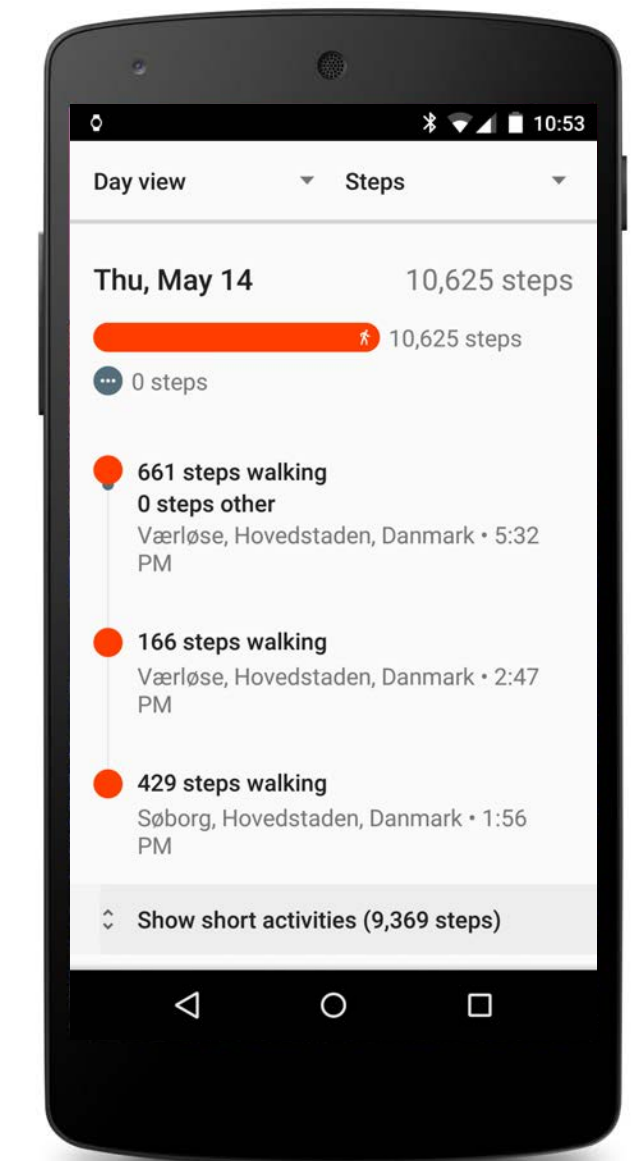 10:53
Day view Steps
Thu, May 14 10,625 steps
10,625 steps
0 steps
661 steps walking
0 steps other
Værløse, Hovedstaden, Danmark • 5:32
PM
166 steps walking
Værløse, Hovedstaden, Danmark • 2:47
PM
429 steps walking
Søborg, Hovedstaden, Danmark • 1:56
PM
Show short activities (9,369 steps)